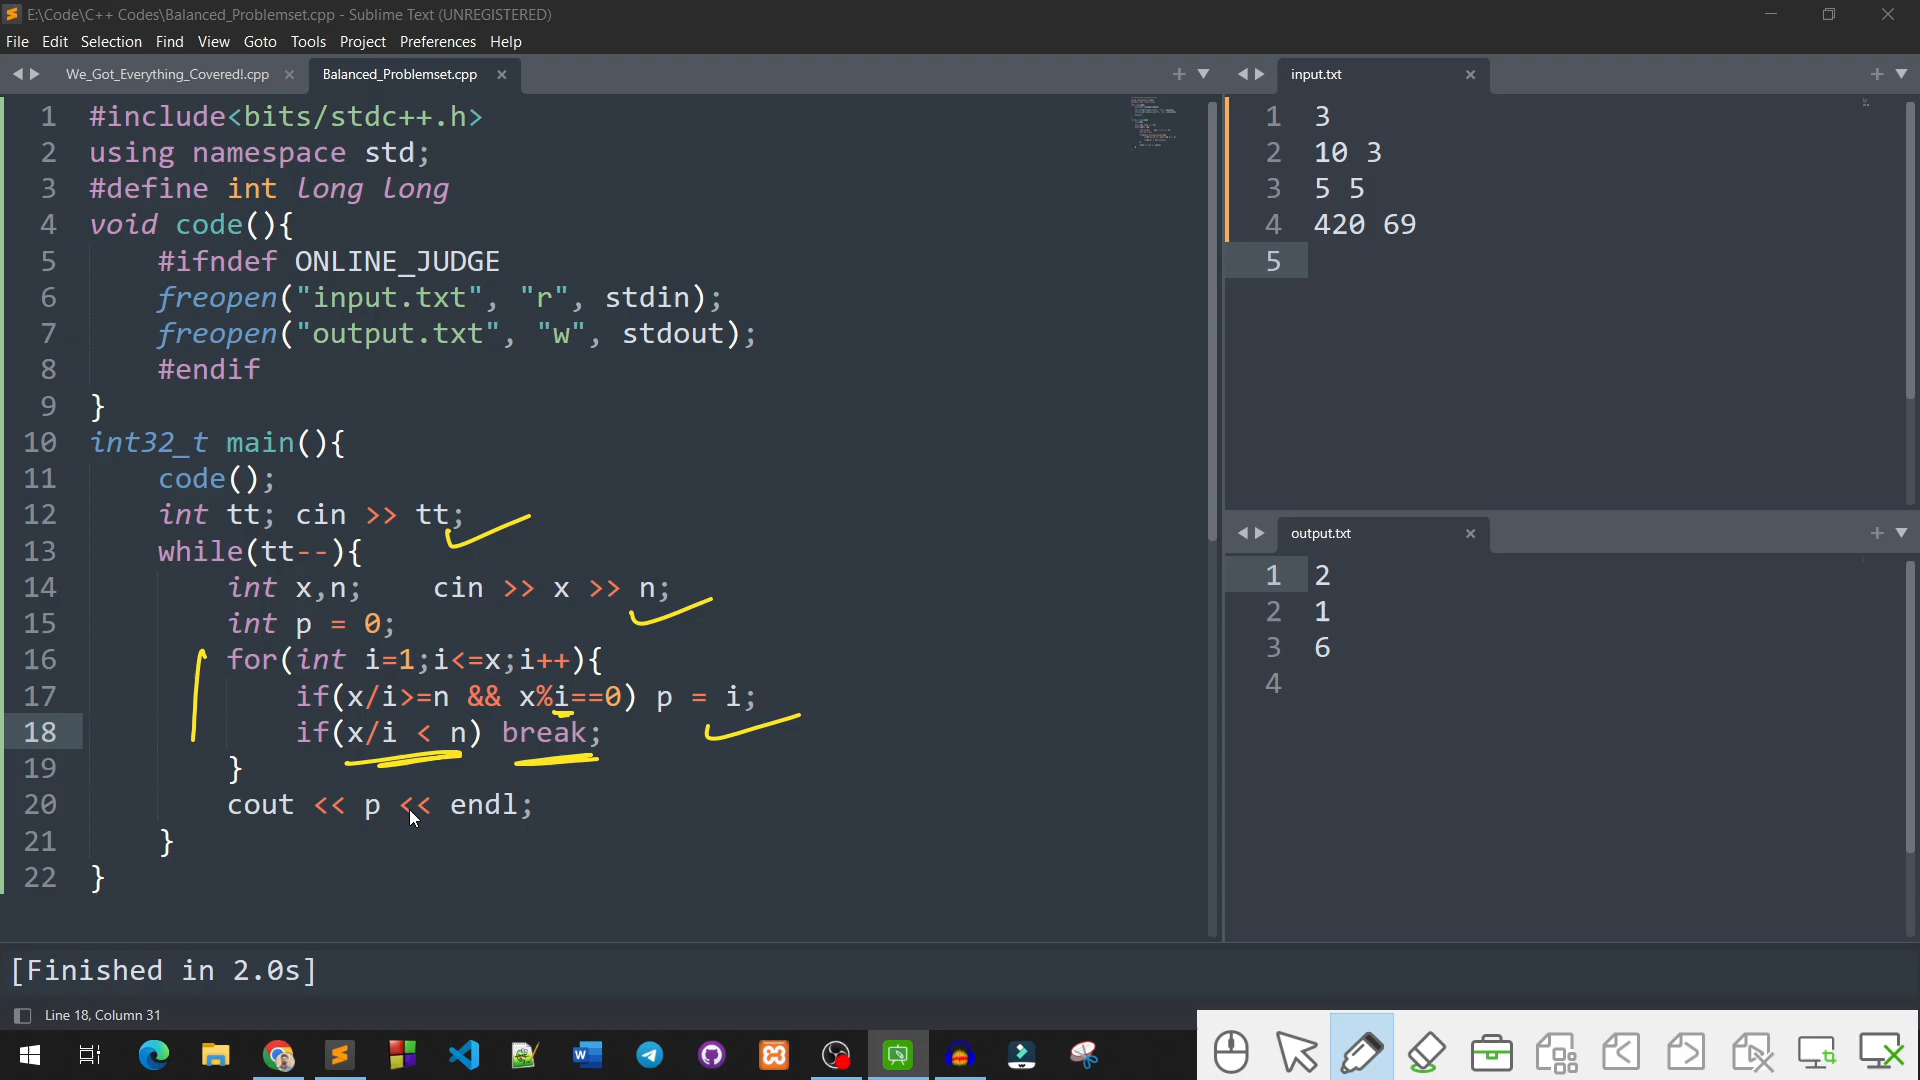 E:\Code\C++ Codes\Balanced_Problemset.cpp - Sublime Text (UNREGISTERED)
File Edit Selection Find View Goto Tools Project Preferences Help
We_Got_Everything_Covered!.cpp
Balanced_Problemset.cpp
1 #include<bits/stdc++.h>
2 using namespace std;
3 #define int long long
4 void code(){
5 #ifndef ONLINE_JUDGE
6 freopen("input.txt", "r", stdin);
7 freopen("output.txt", "w", stdout);
8 #endif
9 }
10 int32_t main(){
11 code();
12 int tt; cin >> tt;
13 while(tt--){
14 int x,n; cin >> x >> n;
15 int p = 0;
16 for(int i=1;i<=x;i++){
17 if(x/i>=n && x%i==0) p = i;
18 if(x/i < n) break;
19 }
20 cout << p << endl;
21 }
22 }
input.txt
1 3
2 10 3
3 5 5
4 420 69
5
output.txt
1 2
2 1
3 6
4
[Finished in 2.0s]
Line 18, Column 31